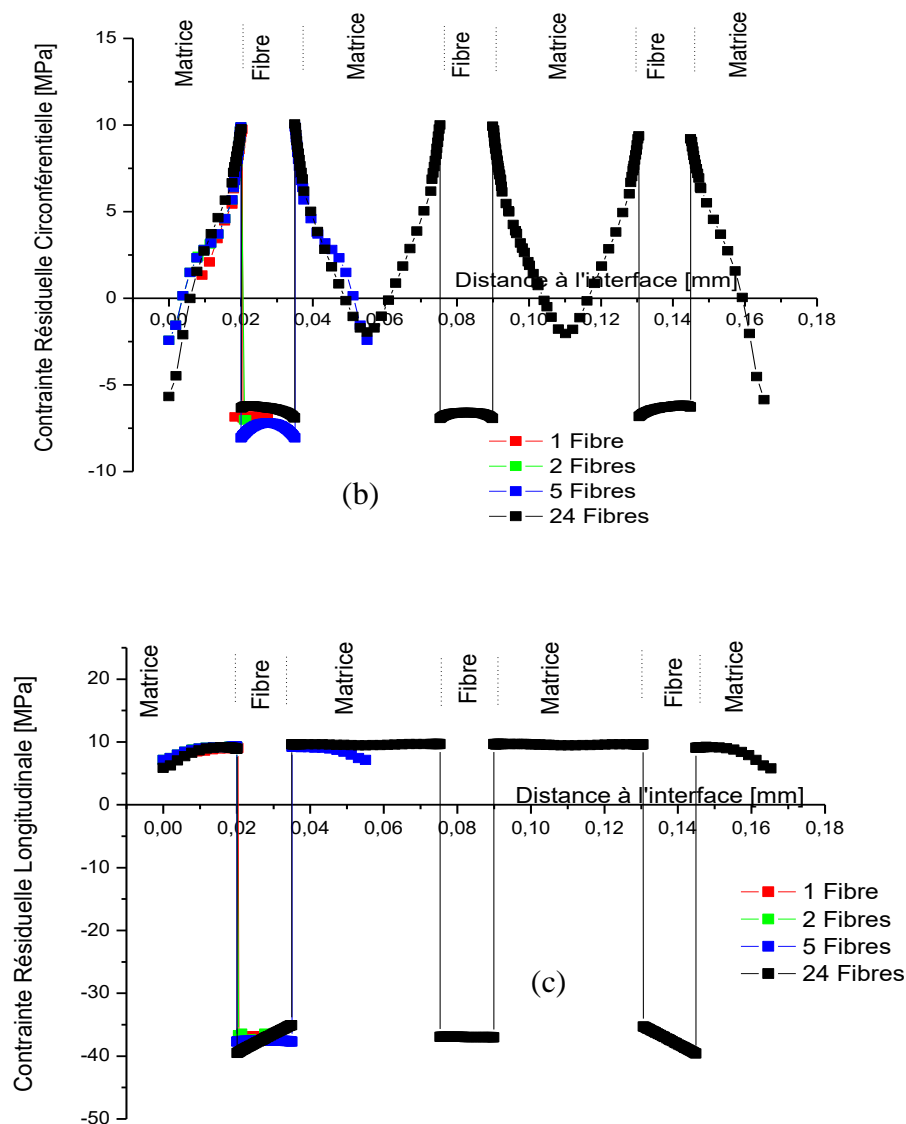 Matrice Fibre Matrice Fibre Matrice Fibre Matrice
Contrainte Résiduelle Circonférentielle [MPa]
15
10
5
0
-5
-10
Distance à l'interface [mm]
0,00 0,02 0,04 0,06 0,08 0,10 0,12 0,14 0,16 0,18
1 Fibre
2 Fibres
5 Fibres
24 Fibres
(b)
Matrice Fibre Matrice Fibre Matrice Fibre Matrice
Contrainte Résiduelle Longitudinale [MPa]
20
10
0
-10
-20
-30
-40
-50
Distance à l'interface [mm]
0,00 0,02 0,04 0,06 0,08 0,10 0,12 0,14 0,16 0,18
1 Fibre
2 Fibres
5 Fibres
24 Fibres
(c)